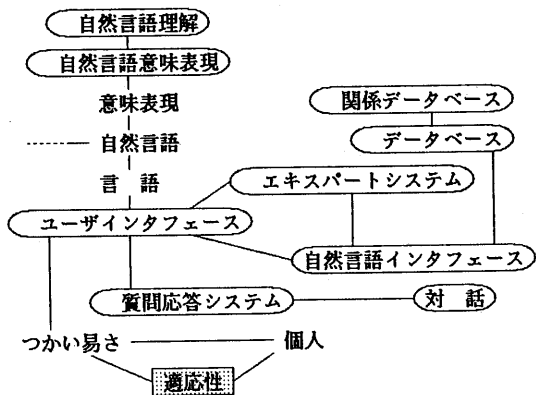 自然言語理解
自然言語意味表現
意味表現
関係データベース
自然言語
データベース
言語
エキスパートシステム
ユーザインタフェース
自然言語インタフェース
質問応答システム
対話
つかい易さ
個人
適応性